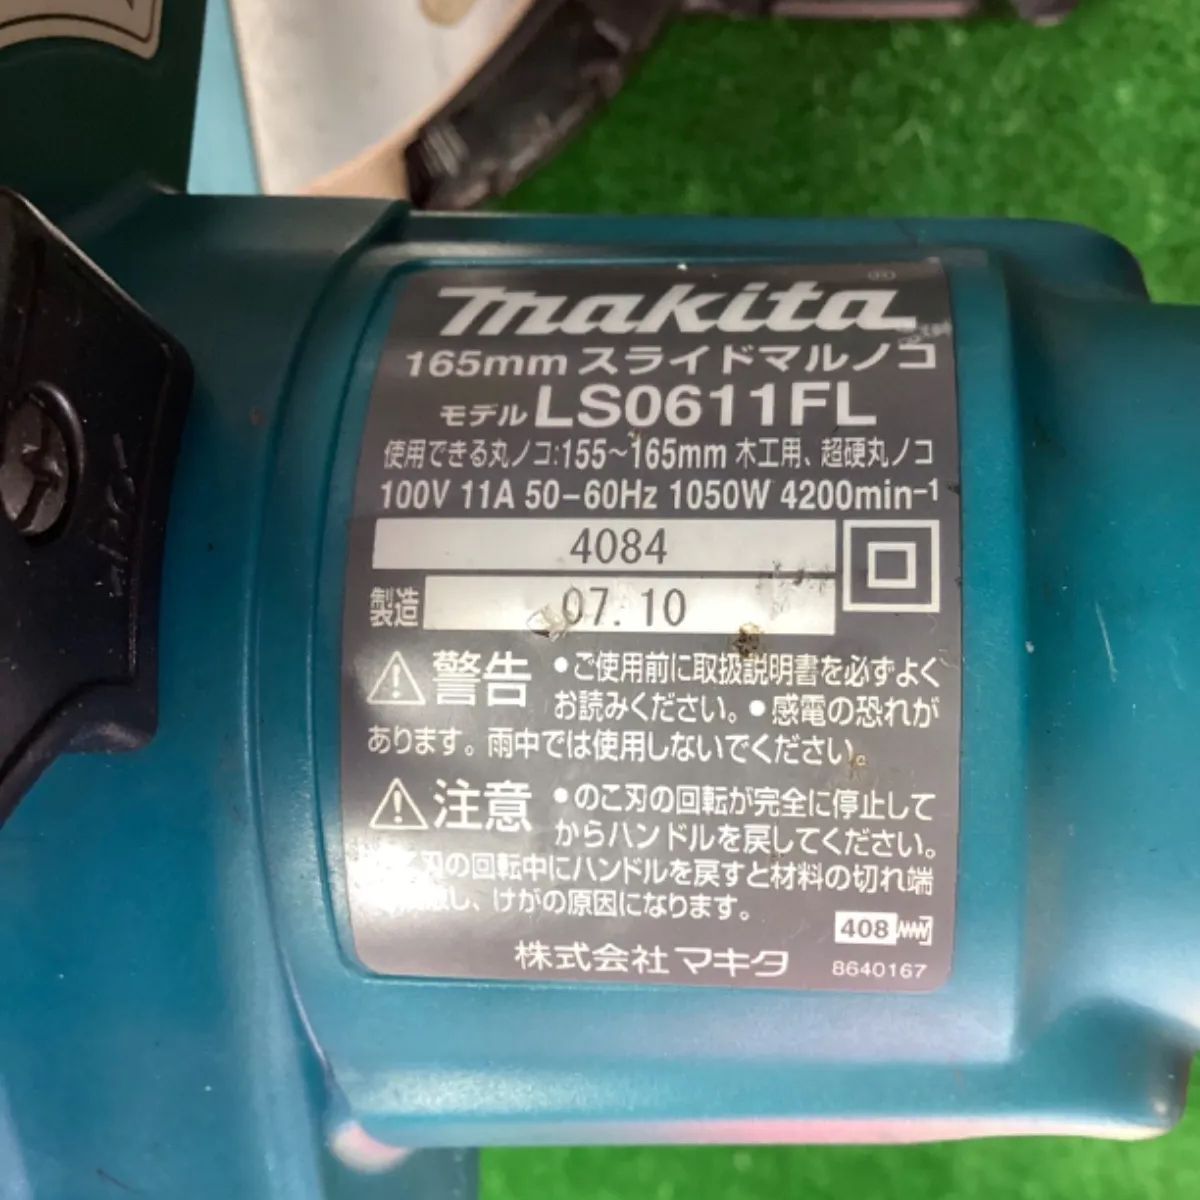 makita
165mm スライドマルノコ
モデル LS0611FL
使用できる丸ノコ:155~165mm 木工用、超硬丸ノコ
100V 11A 50-60Hz 1050W 4200min-1
4084
製造 07.10
警告 •ご使用前に取扱説明書を必ずよく
お読みください。•感電の恐れが
あります。雨中では使用しないでください。
注意 •のこ刃の回転が完全に停止して
からハンドルを戻してください。
刃の回転中にハンドルを戻すと材料の切れ端
し、けがの原因になります。
408
株式会社 マキタ 8640167